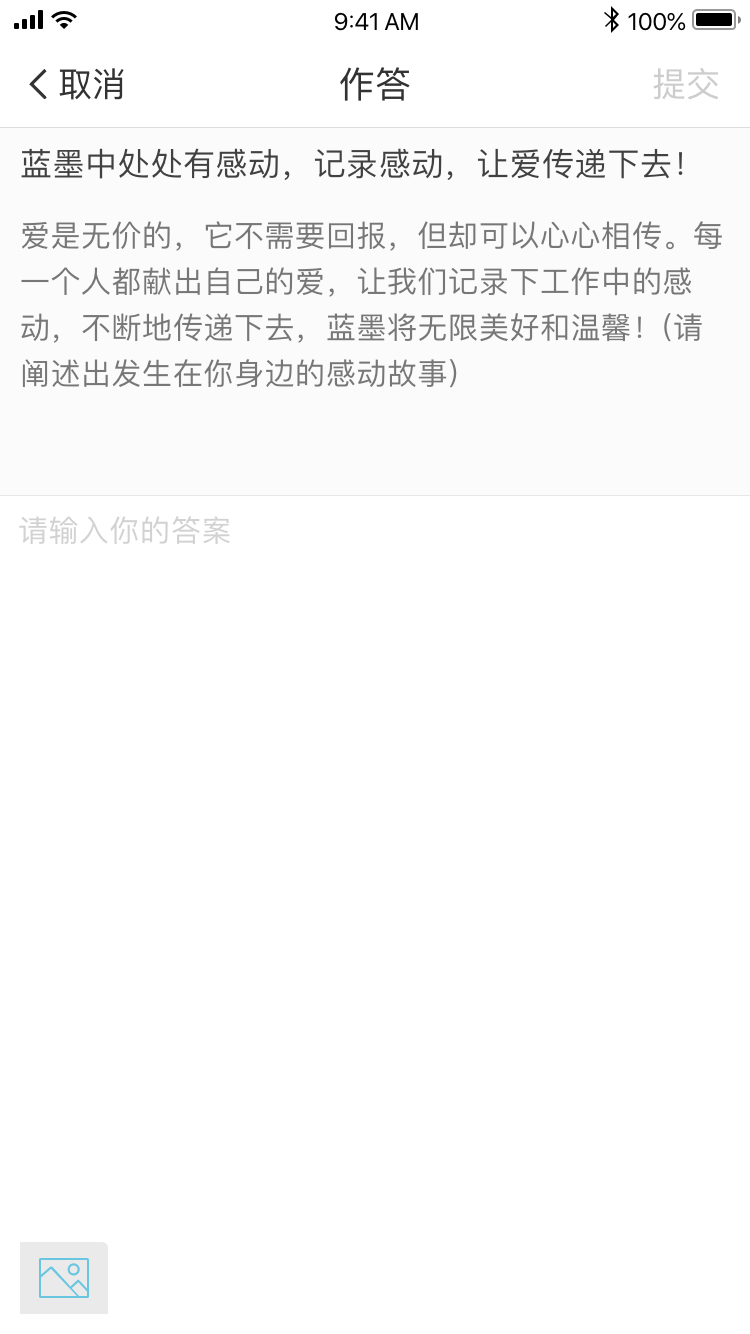 9:41 AM 100%
取消 作答 提交
蓝墨中处处有感动，记录感动，让爱传递下去！
爱是无价的，它不需要回报，但却可以心心相传。每
一个人都献出自己的爱，让我们记录下工作中的感
动，不断地传递下去，蓝墨将无限美好和温馨！(请
阐述出发生在你身边的感动故事)
请输入你的答案